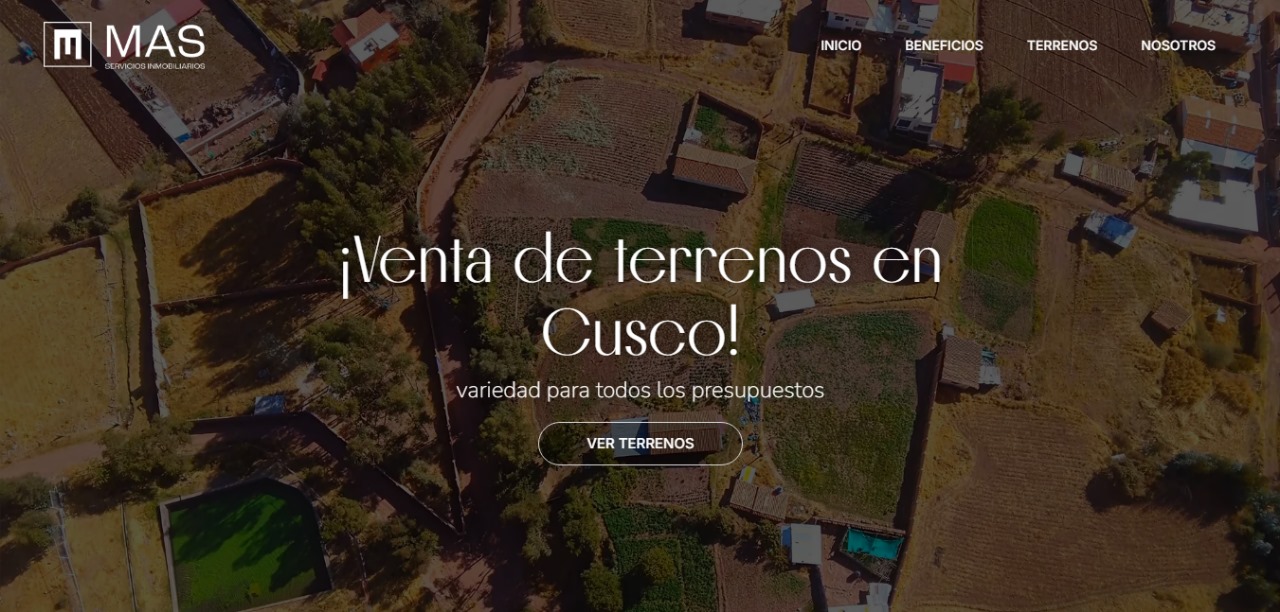 MAS
SERVICIOS INMOBILIARIOS
INICIO
BENEFICIOS
TERRENOS
NOSOTROS
¡Venta de terrenos en
Cusco!
variedad para todos los presupuestos
VER TERRENOS